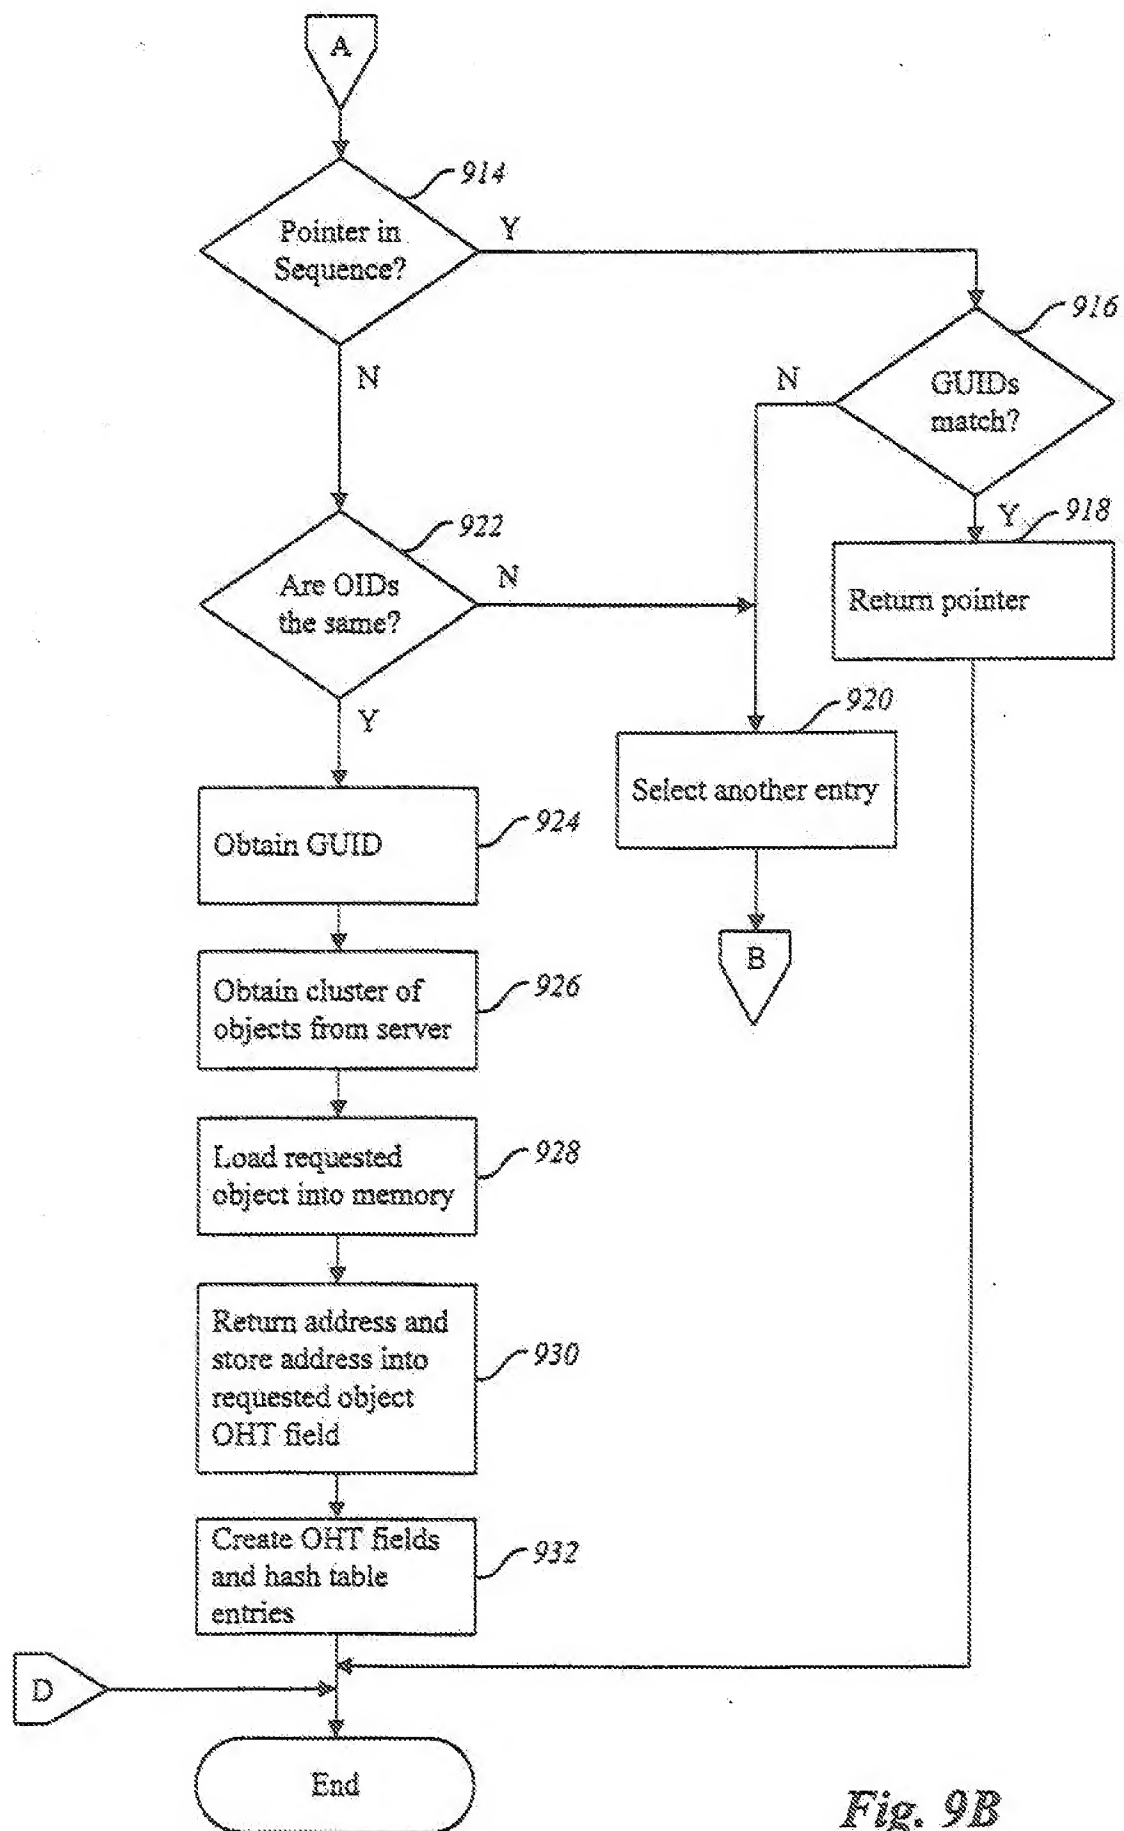 A
914
Pointer in
Sequence?
Y
916
N
GUIDs
match?
N
922
Y
918
Are OIDs
the same?
N
Return pointer
Y
920
Select another entry
924
Obtain GUID
B
Obtain cluster of
objects from server
926
Load requested
object into memory
928
Return address and
store address into
requested object
OHT field
930
Create OHT fields
and hash table
entries
932
D
End
Fig. 9B